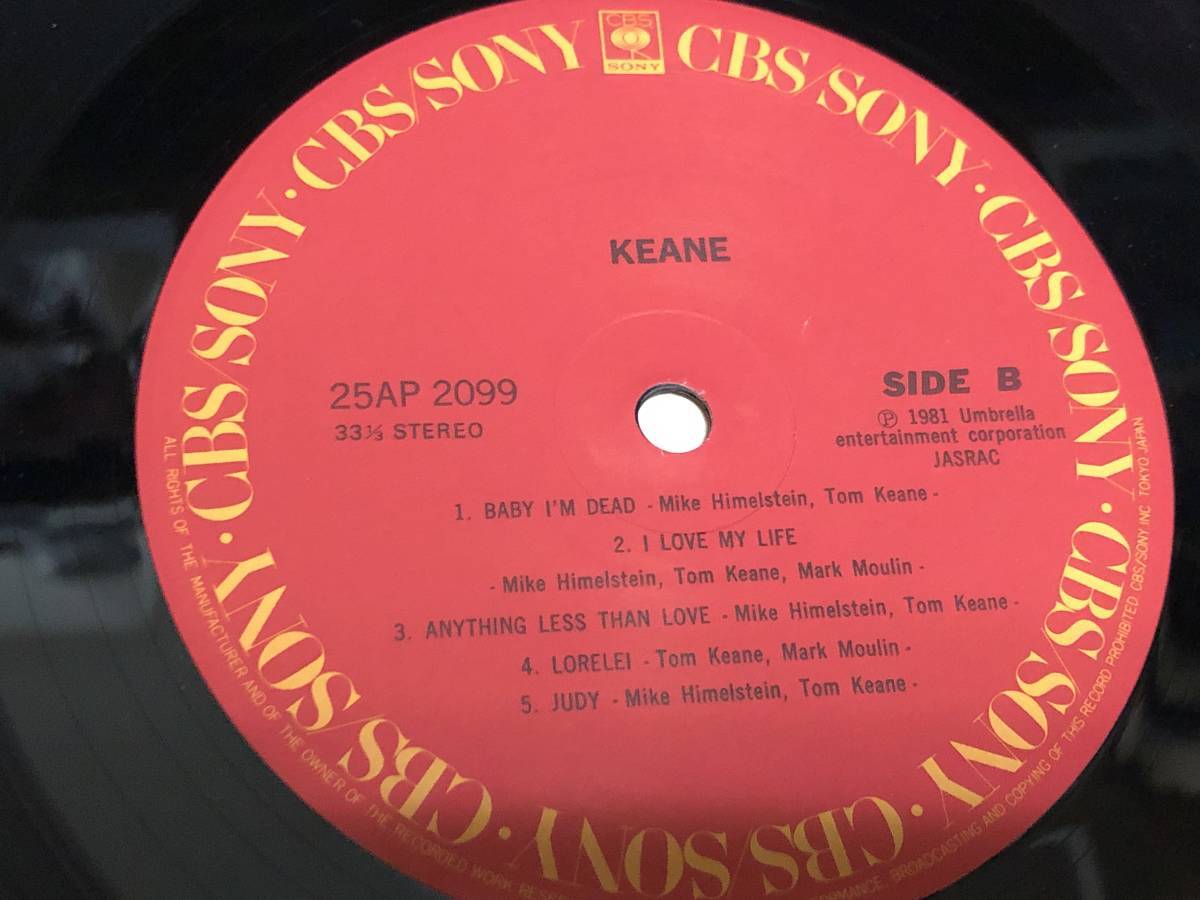 CBS
SONY
CBS/SONY · CBS/SONY · CBS/SONY · CBS/SONY · CBS/SONY · CBS/SONY · CBS/SONY · CBS/SONY · CBS/SONY
KEANE
25AP 2099
33⅓ STEREO
SIDE B
Ⓟ 1981 Umbrella
entertainment corporation
JASRAC
1. BABY I'M DEAD - Mike Himelstein, Tom Keane -
2. I LOVE MY LIFE
- Mike Himelstein, Tom Keane, Mark Moulin -
3. ANYTHING LESS THAN LOVE - Mike Himelstein, Tom Keane -
4. LORELEI - Tom Keane, Mark Moulin -
5. JUDY - Mike Himelstein, Tom Keane -
ALL RIGHTS OF THE MANUFACTURER AND OF THE OWNER OF THE RECORDED WORK BROADCASTING AND COPYING OF THIS RECORD PROHIBITED CBS/SONY INC TOKYO JAPAN